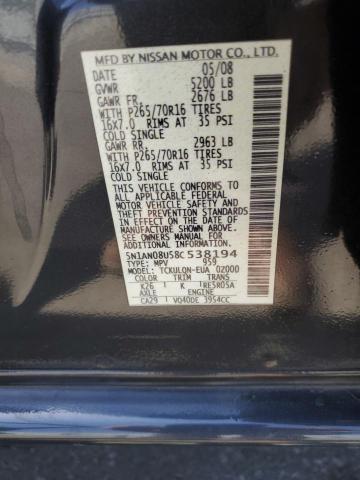 MFD BY NISSAN MOTOR CO., LTD.
DATE 05/08
GVWR 5200 LB
GAWR FR. 2676 LB
WITH P265/70R16 TIRES
16X7.0 RIMS AT 35 PSI
COLD SINGLE
GAWR RR. 2963 LB
WITH P265/70R16 TIRES
16X7.0 RIMS AT 35 PSI
COLD SINGLE
THIS VEHICLE CONFORMS TO
ALL APPLICABLE FEDERAL
MOTOR VEHICLE SAFETY AND
THEFT PREVENTION STANDARDS
IN EFFECT ON THE DATE OF
MANUFACTURE SHOWN ABOVE.
SEE OWNERS MANUAL FOR
ADDITIONAL INFORMATION
5N1AN08U58C538194
TYPE: MPV 959
MODEL: TCKULQN-EUA 02000
COLOR TRIM TRANS
K26 K RE5R05A
AXLE ENGINE
CA29 VQ40DE 3954CC